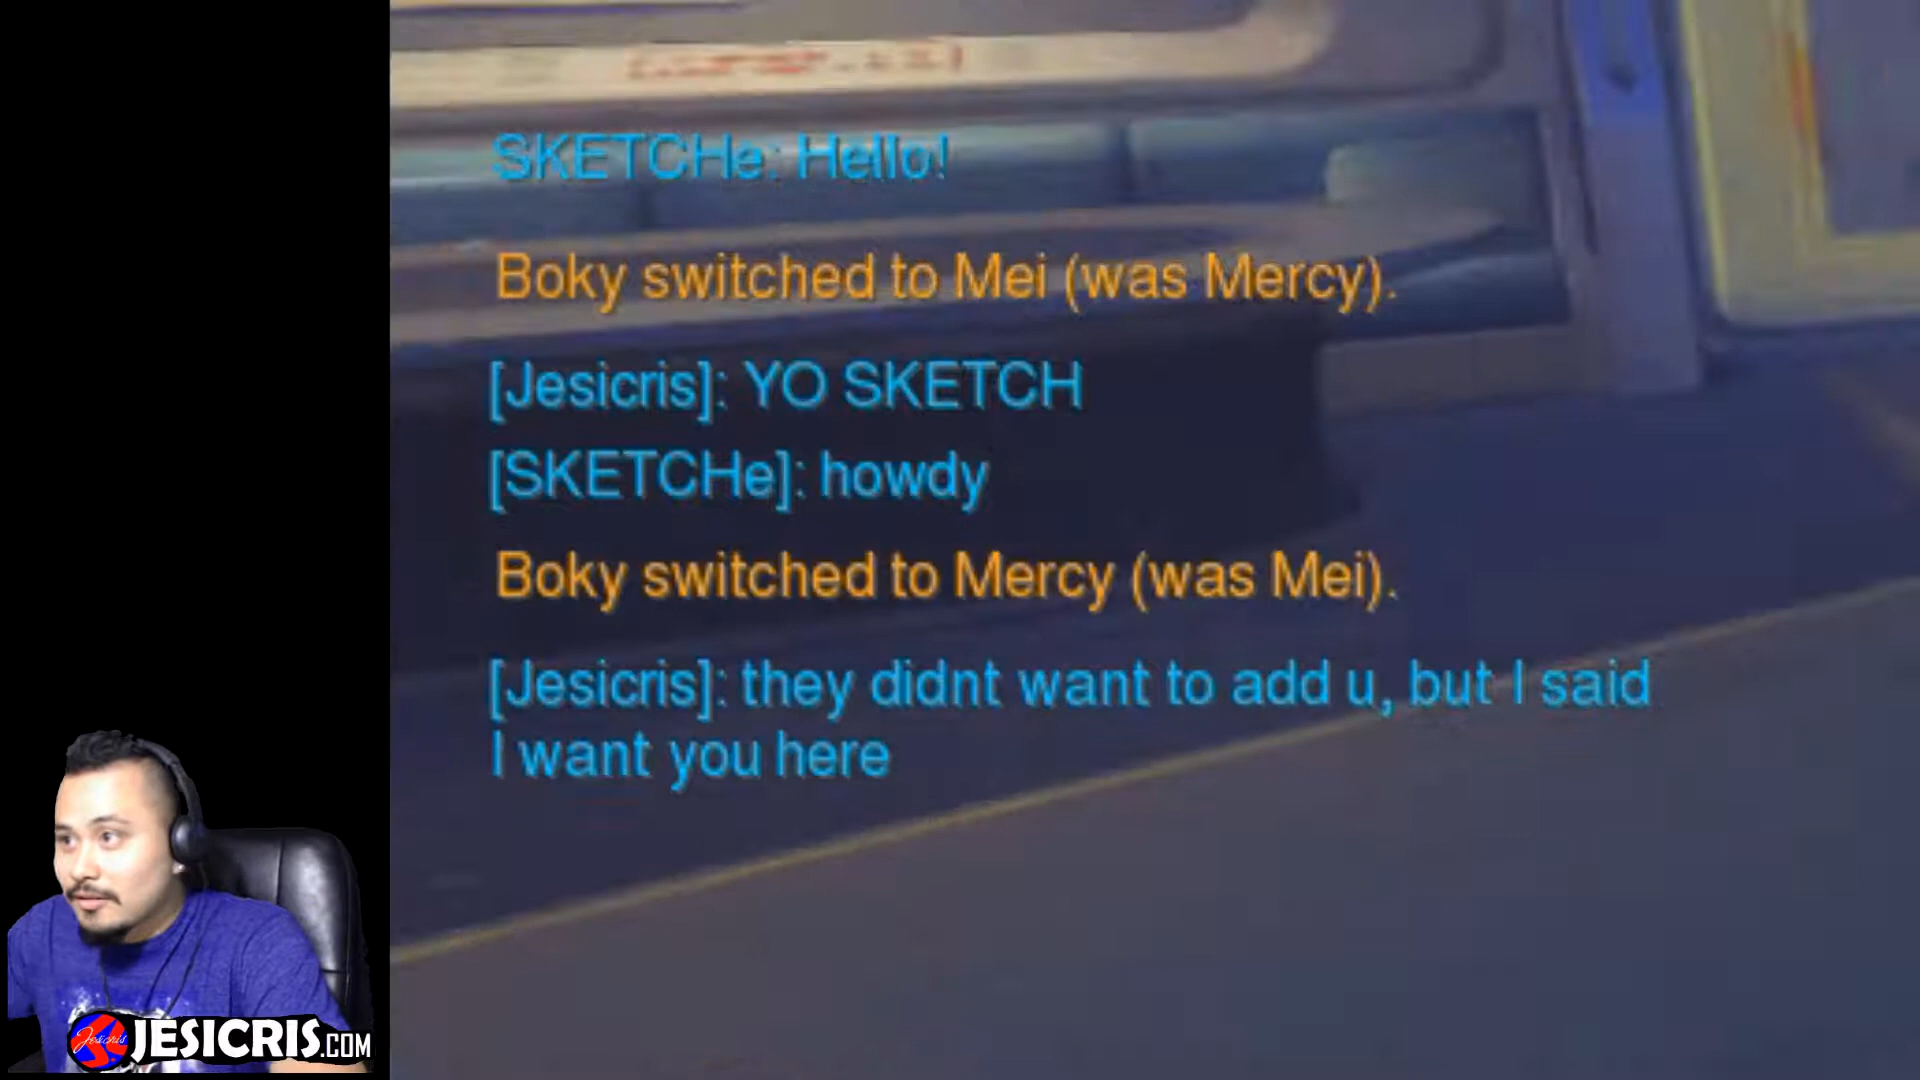 SKETCHe: Hello!
Boky switched to Mei (was Mercy).
[Jesicris]: YO SKETCH
[SKETCHe]: howdy
Boky switched to Mercy (was Mei).
[Jesicris]: they didnt want to add u, but I said
I want you here
Jesicris
JESICRIS.COM